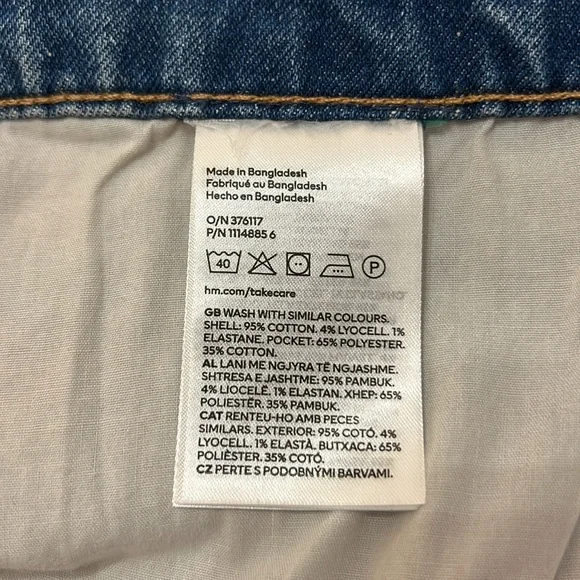 Made in Bangladesh
Fabriqué au Bangladesh
Hecho en Bangladesh
O/N 376117
P/N 1114885 6
40 P
hm.com/takecare
GB WASH WITH SIMILAR COLOURS.
SHELL: 95% COTTON. 4% LYOCELL. 1%
ELASTANE. POCKET: 65% POLYESTER.
35% COTTON.
AL LANI ME NGJYRA TË NGJASHME.
SHTRESA E JASHTME: 95% PAMBUK.
4% LIOCELË. 1% ELASTAN. XHEP: 65%
POLIESTËR. 35% PAMBUK.
CAT RENTEU-HO AMB PECES
SIMILARS. EXTERIOR: 95% COTÓ. 4%
LYOCELL. 1% ELASTÀ. BUTXACA: 65%
POLIÈSTER. 35% COTÓ.
CZ PERTE S PODOBNÝMI BARVAMI.